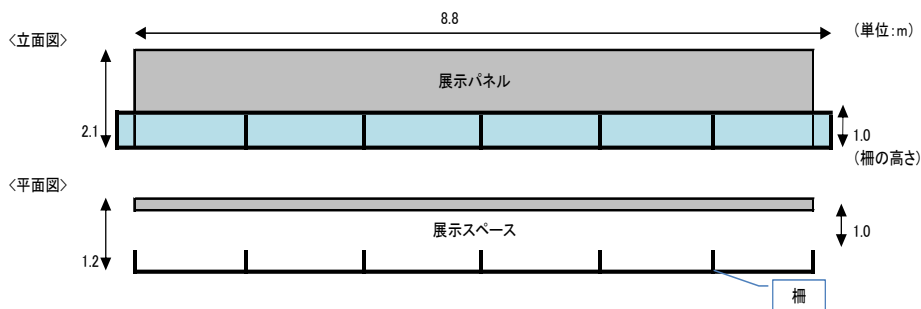 8.8
〈立面図〉
(単位:m)
展示パネル
2.1
1.0
(柵の高さ)
〈平面図〉
展示スペース
1.0
1.2
柵